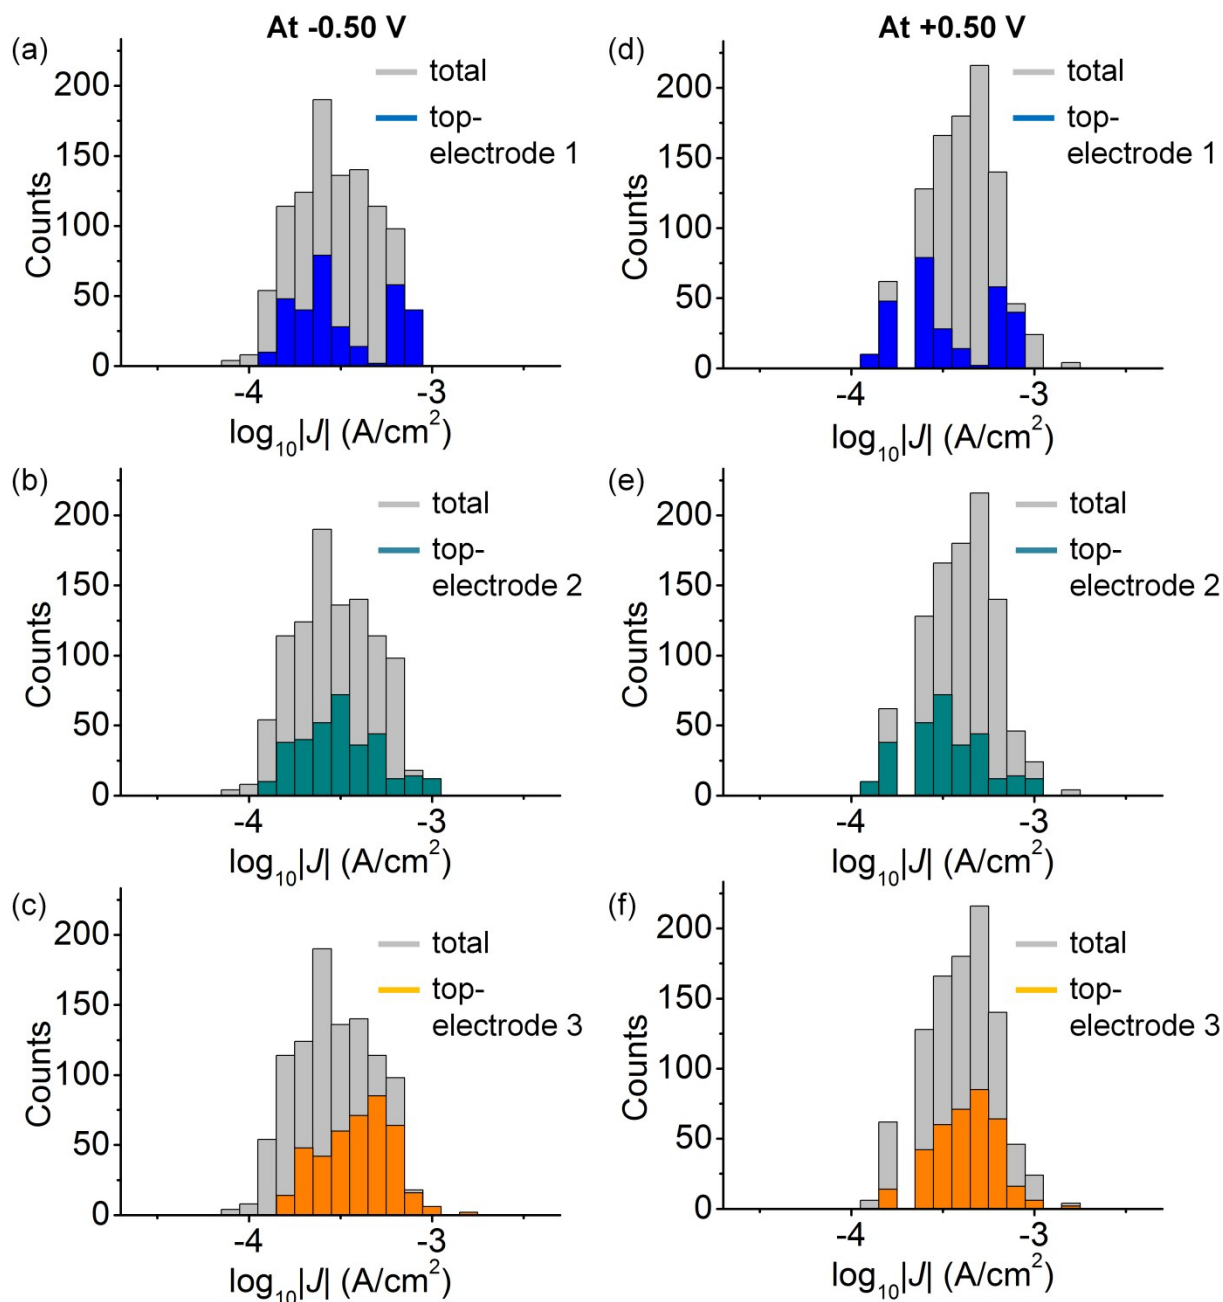 At -0.50 V
(a)
total
top-
electrode 1
200
150
100
50
0
Counts
-4
-3
log₁₀|J| (A/cm²)
At +0.50 V
(d)
total
top-
electrode 1
200
150
100
50
0
Counts
-4
-3
log₁₀|J| (A/cm²)
(b)
total
top-
electrode 2
200
150
100
50
0
Counts
-4
-3
log₁₀|J| (A/cm²)
(e)
total
top-
electrode 2
200
150
100
50
0
Counts
-4
-3
log₁₀|J| (A/cm²)
(c)
total
top-
electrode 3
200
150
100
50
0
Counts
-4
-3
log₁₀|J| (A/cm²)
(f)
total
top-
electrode 3
200
150
100
50
0
Counts
-4
-3
log₁₀|J| (A/cm²)